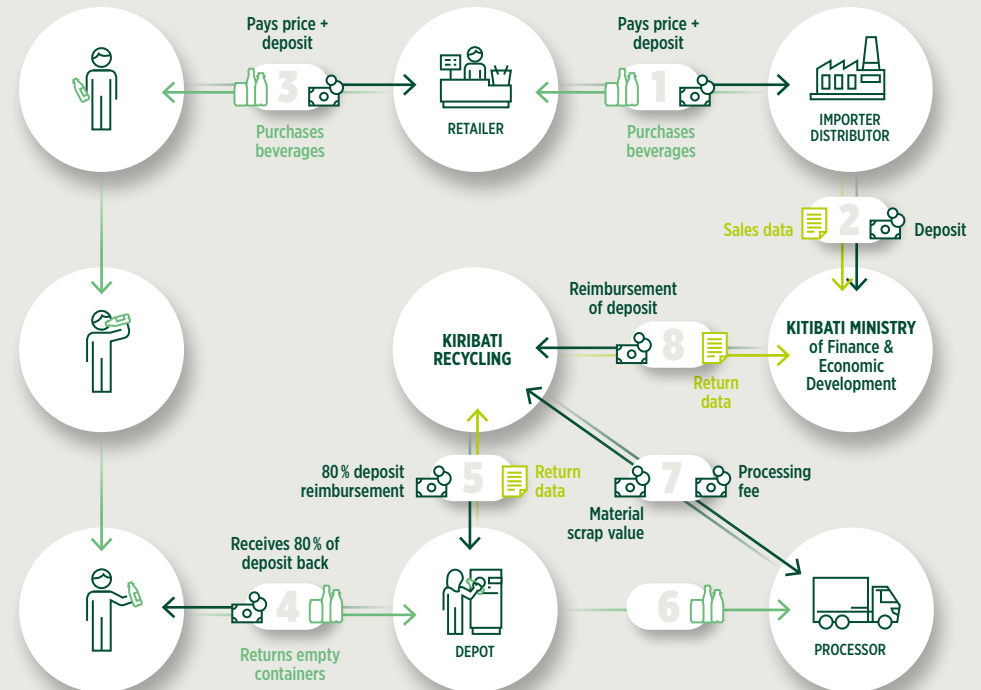 Pays price +
deposit
3
Purchases
beverages
RETAILER
Pays price +
deposit
1
Purchases
beverages
IMPORTER
DISTRIBUTOR
Sales data
2
Deposit
KIRIBATI
RECYCLING
Reimbursement
of deposit
8
Return
data
KITIBATI MINISTRY
of Finance &
Economic
Development
80 % deposit
reimbursement
5
Return
data
7
Processing
fee
Material
scrap value
Receives 80 % of
deposit back
4
Returns empty
containers
DEPOT
6
PROCESSOR